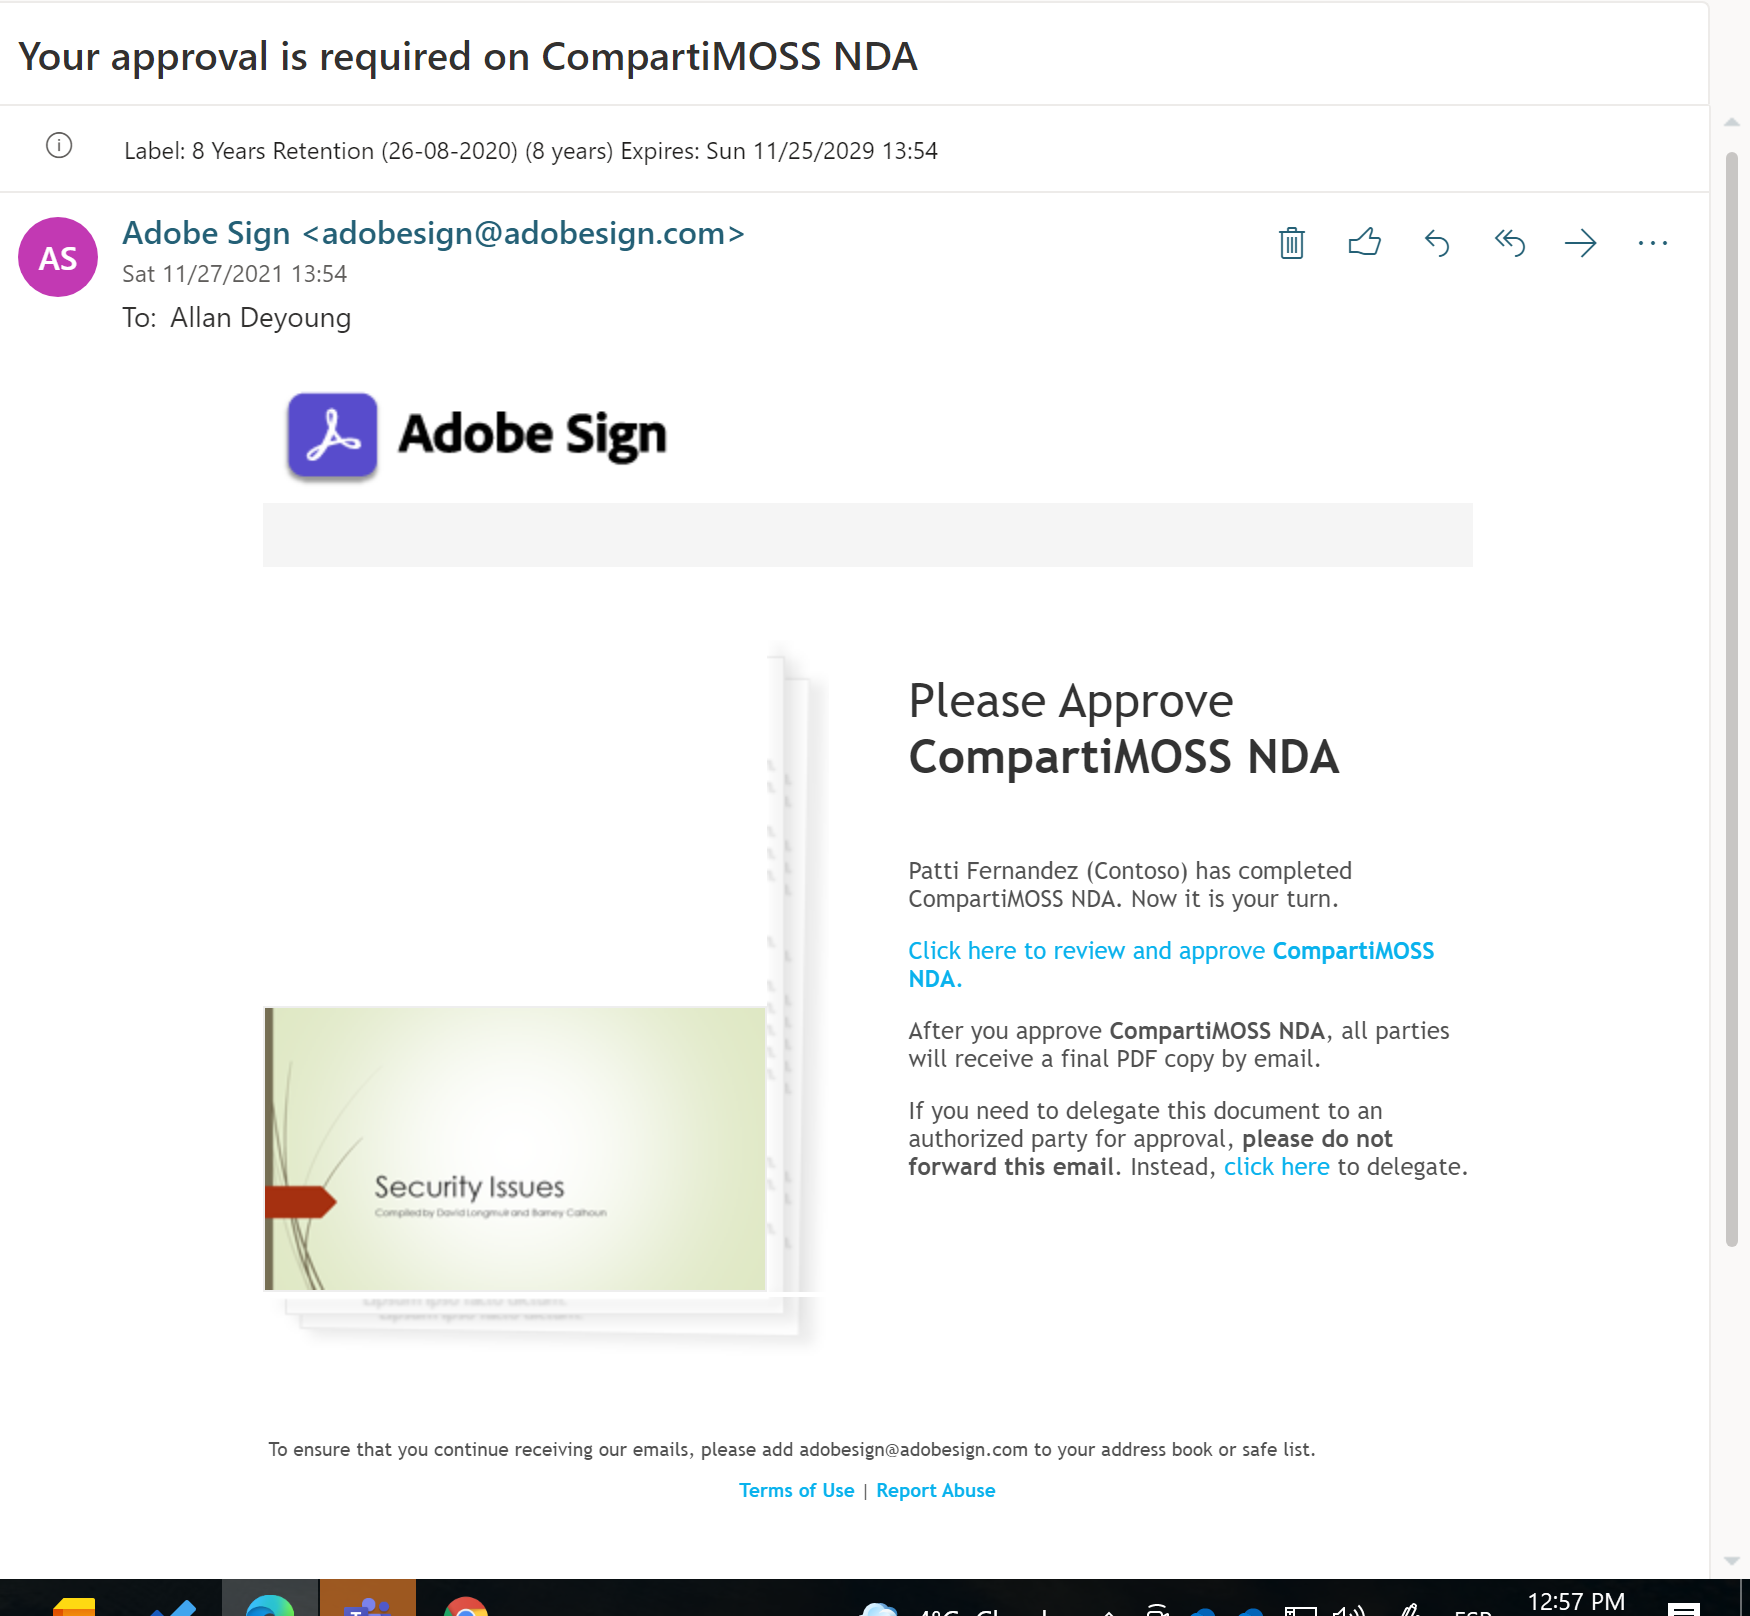 Your approval is required on CompartiMOSS NDA
Label: 8 Years Retention (26-08-2020) (8 years) Expires: Sun 11/25/2029 13:54
AS
Adobe Sign <adobesign@adobesign.com>
Sat 11/27/2021 13:54
To: Allan Deyoung
Adobe Sign
Please Approve
CompartiMOSS NDA
Patti Fernandez (Contoso) has completed
CompartiMOSS NDA. Now it is your turn.
Click here to review and approve CompartiMOSS
NDA.
After you approve CompartiMOSS NDA, all parties
will receive a final PDF copy by email.
If you need to delegate this document to an
authorized party for approval, please do not
forward this email. Instead, click here to delegate.
Security Issues
Compiled by David Longmuir and Barney Calhoun
To ensure that you continue receiving our emails, please add adobesign@adobesign.com to your address book or safe list.
Terms of Use | Report Abuse
12:57 PM